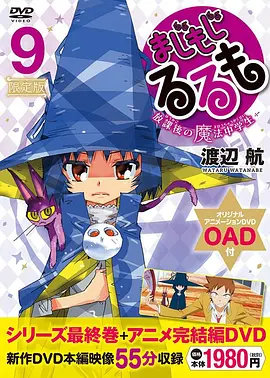 DVD
VIDEO
9
限定版
まじもじ
るるも
放課後の魔法中学生
渡辺 航
WATARU WATANABE
オリジナル
アニメーションDVD
OAD
付
シリーズ最終巻+アニメ完結編DVD
新作DVD本編映像55分収録
定価
本体1980円(税別)